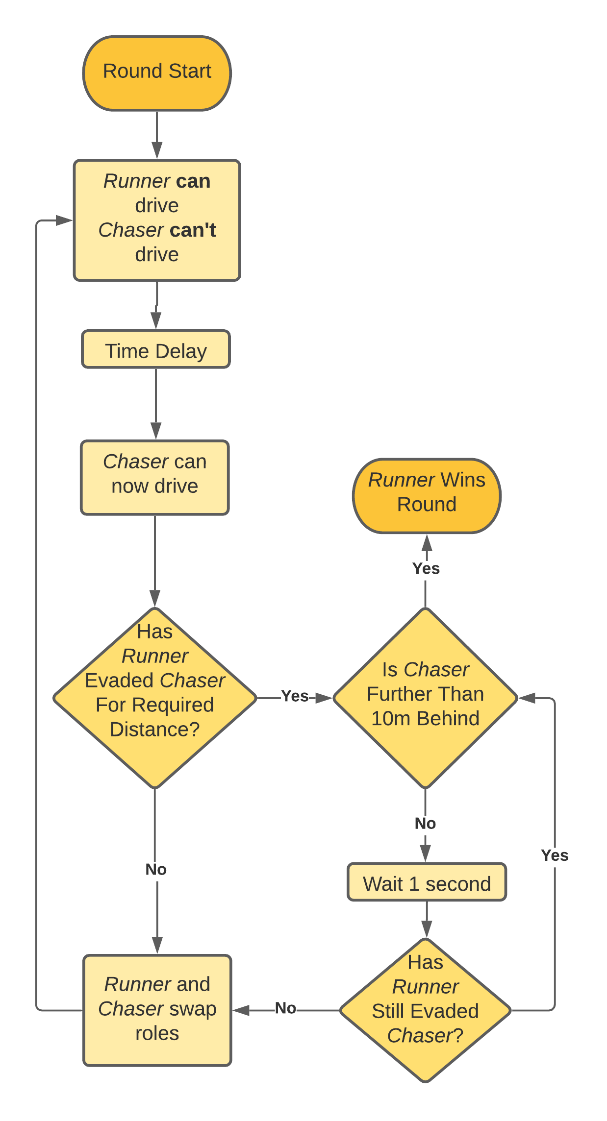 Round Start
Runner can
drive
Chaser can't
drive
Time Delay
Chaser can
now drive
Runner Wins
Round
Yes
Has
Runner
Evaded Chaser
For Required
Distance?
Yes
Is Chaser
Further Than
10m Behind
No
Yes
No
Wait 1 second
Runner and
Chaser swap
roles
No
Has
Runner
Still Evaded
Chaser?